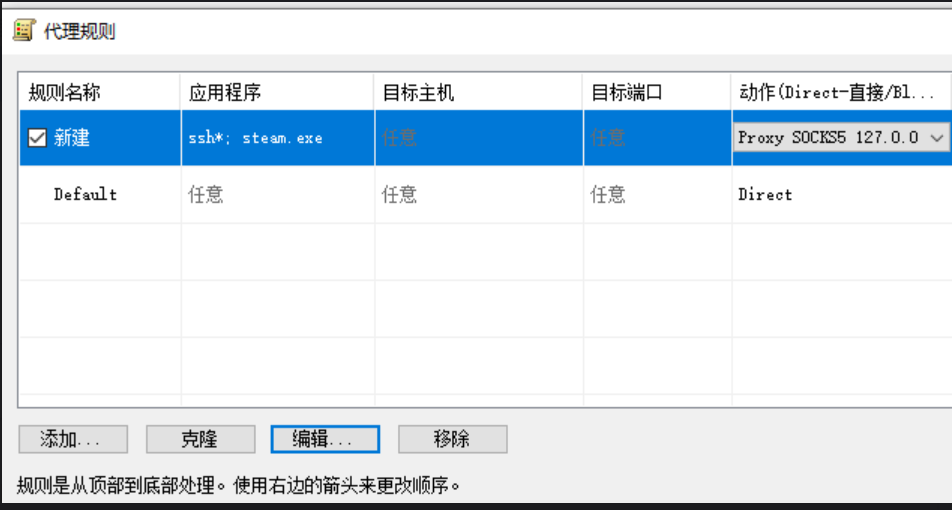 代理规则
规则名称 应用程序 目标主机 目标端口 动作(Direct-直接/Bl...
新建 ssh*; steam.exe 任意 任意 Proxy SOCKS5 127.0.0
Default 任意 任意 任意 Direct
添加... 克隆 编辑... 移除
规则是从顶部到底部处理。使用右边的箭头来更改顺序。